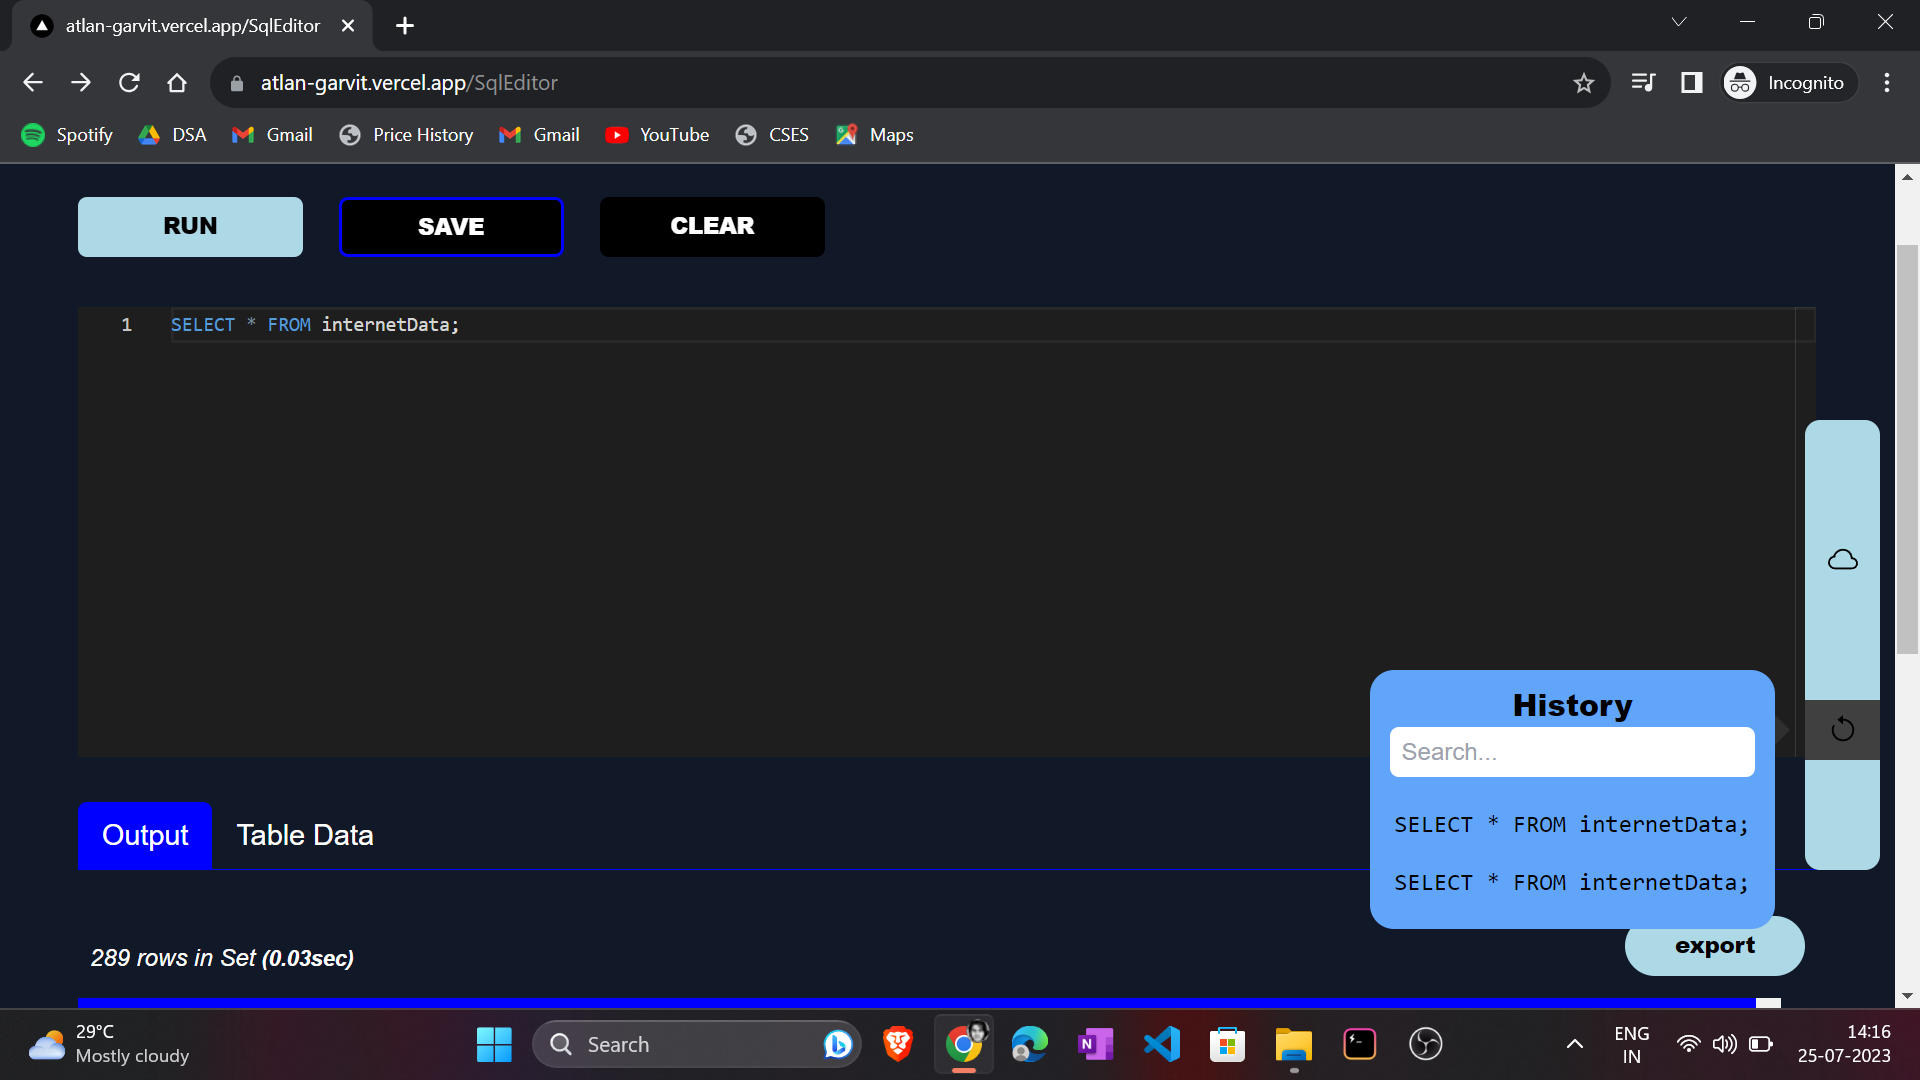 atlan-garvit.vercel.app/SqlEditor
atlan-garvit.vercel.app/SqlEditor
Incognito
Spotify
DSA
Gmail
Price History
Gmail
YouTube
CSES
Maps
RUN
SAVE
CLEAR
1 SELECT * FROM internetData;
History
Search...
SELECT * FROM internetData;
SELECT * FROM internetData;
Output
Table Data
289 rows in Set (0.03sec)
export
29°C
Mostly cloudy
Search
ENG
IN
14:16
25-07-2023